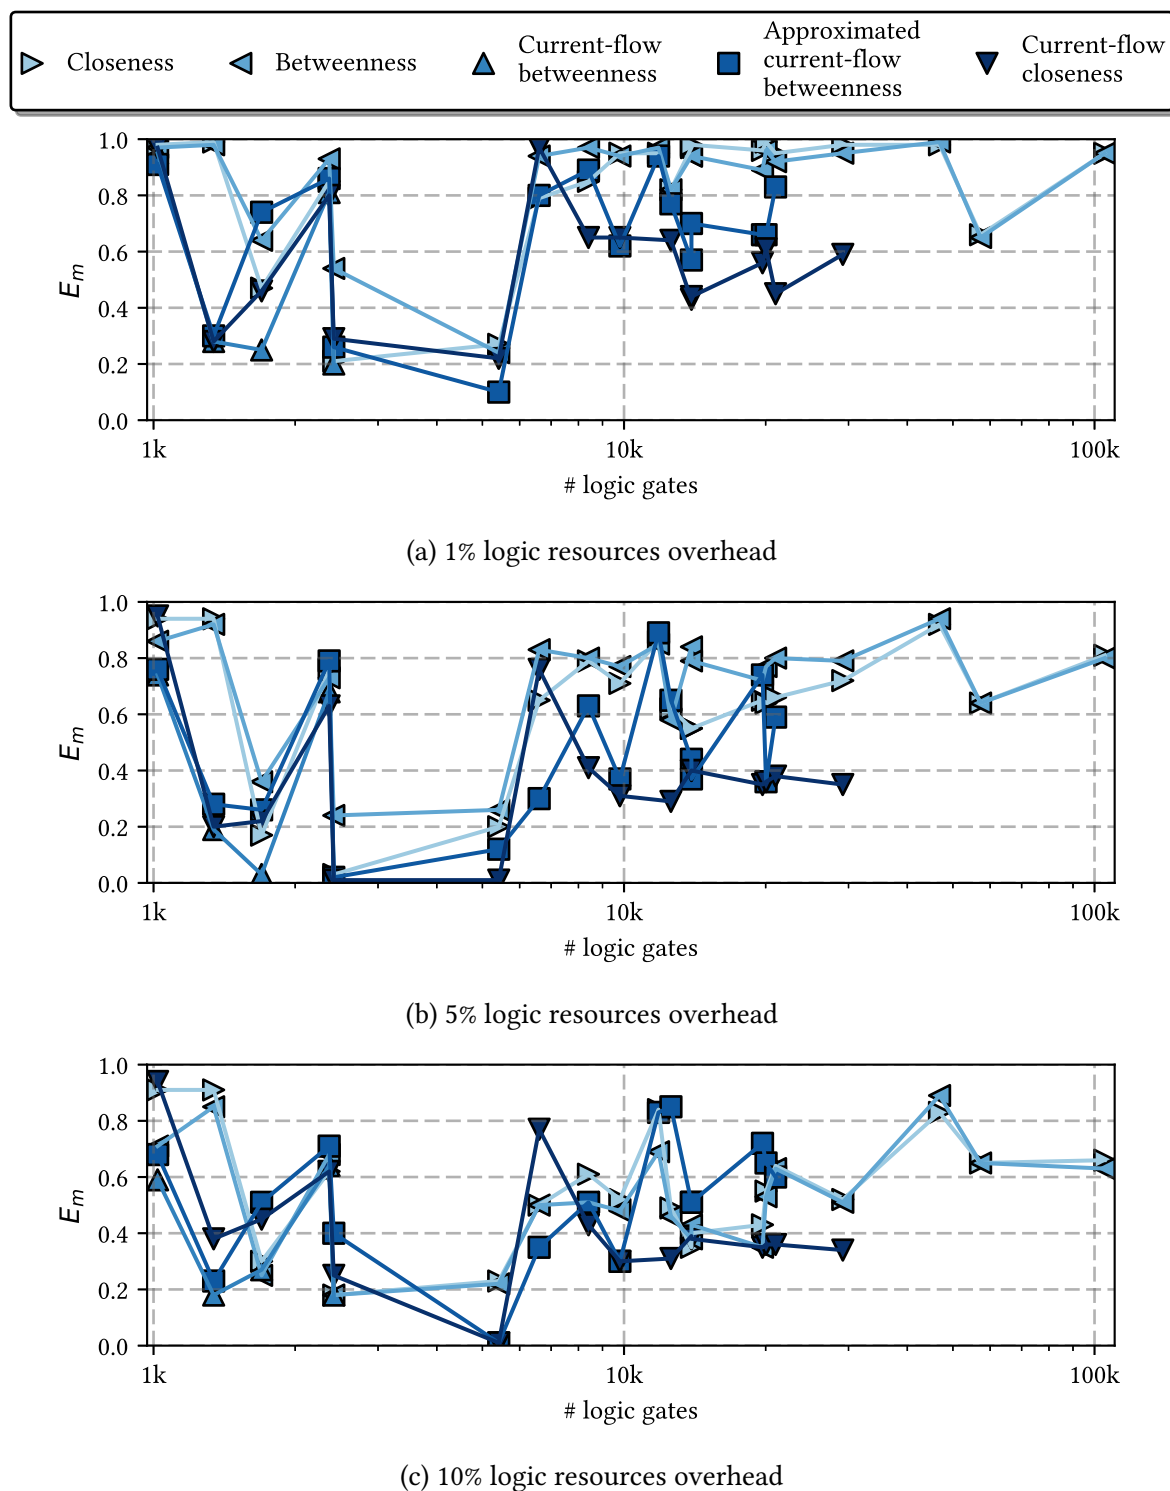 Closeness
Betweenness
Current-flow
betweenness
Approximated
current-flow
betweenness
Current-flow
closeness
1.0
0.8
0.6
0.4
0.2
0.0
E_m
1k
10k
100k
# logic gates
(a) 1% logic resources overhead
1.0
0.8
0.6
0.4
0.2
0.0
E_m
1k
10k
100k
# logic gates
(b) 5% logic resources overhead
1.0
0.8
0.6
0.4
0.2
0.0
E_m
1k
10k
100k
# logic gates
(c) 10% logic resources overhead